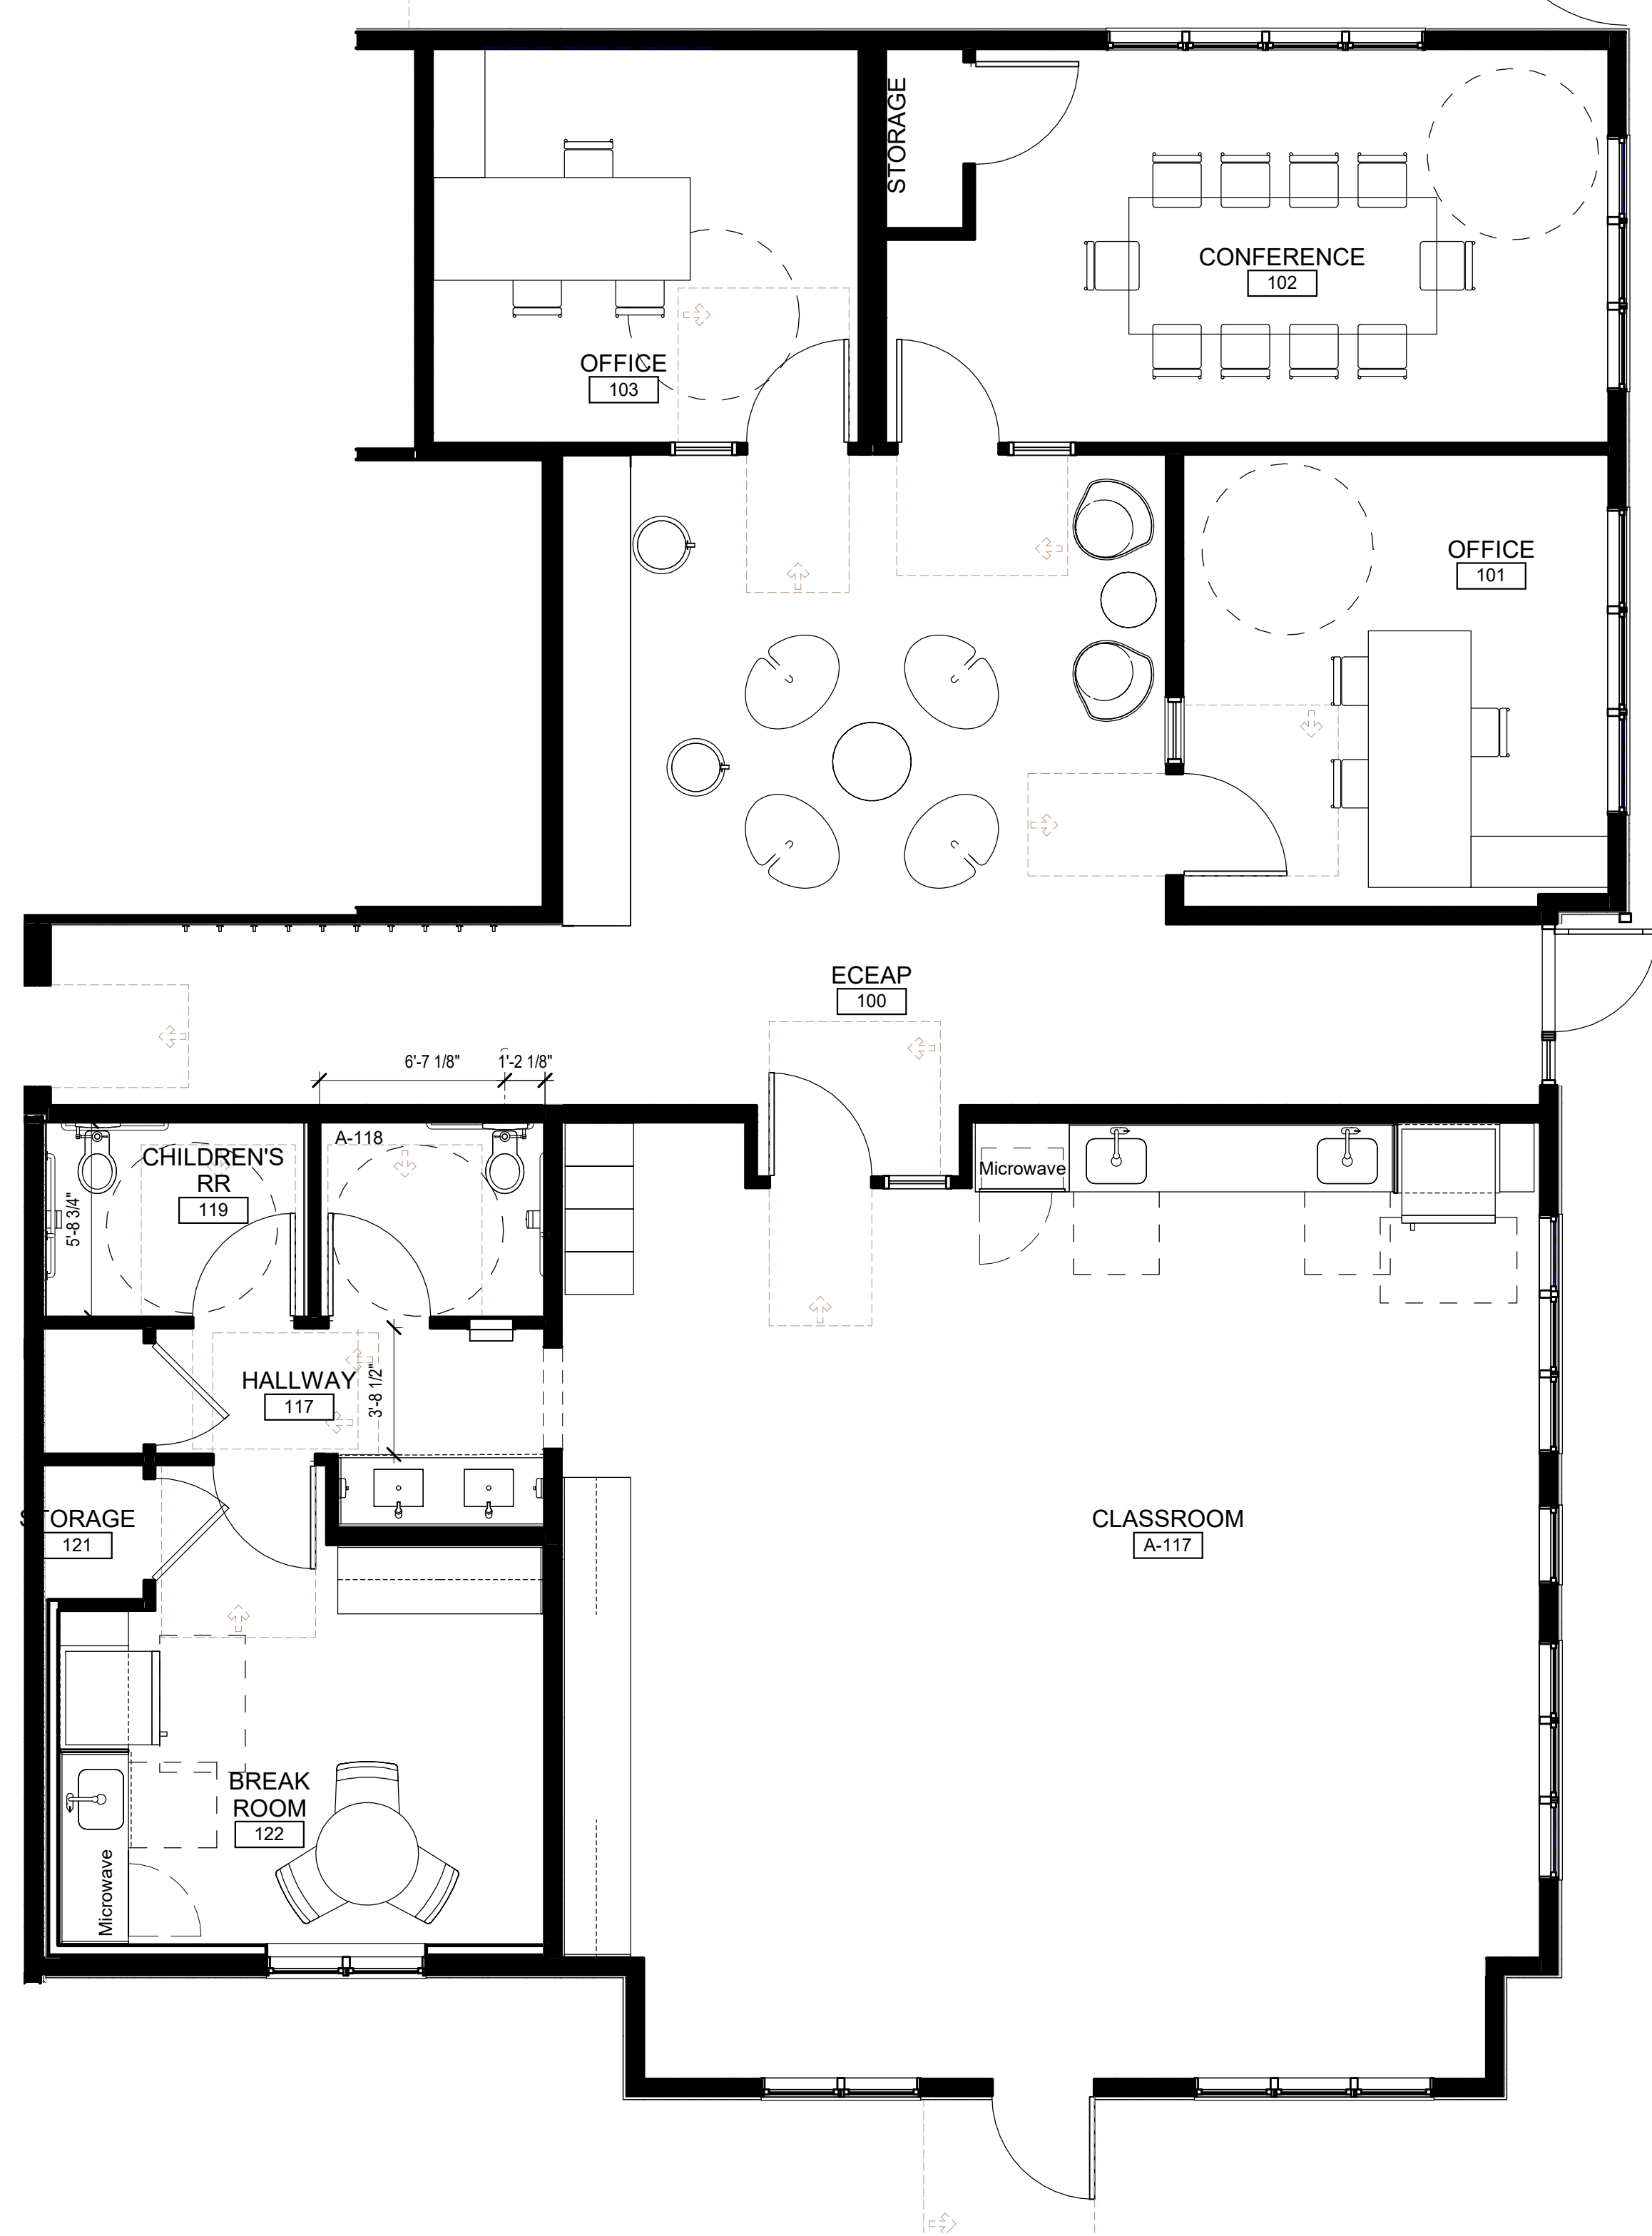 STORAGE
CONFERENCE
102
OFFICE
103
OFFICE
101
ECEAP
100
6'-7 1/8"
1'-2 1/8"
A-118
CHILDREN'S
RR
119
5'-8 3/4"
Microwave
HALLWAY
117
3'-8 1/2"
STORAGE
121
CLASSROOM
A-117
BREAK
ROOM
122
Microwave